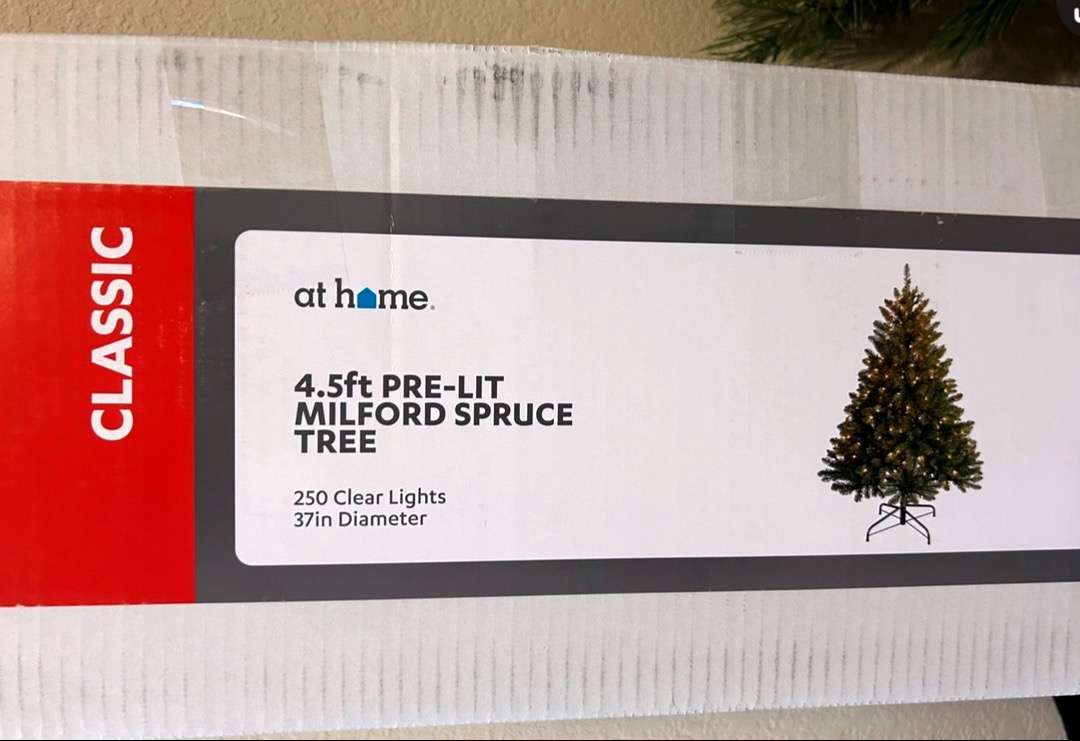 CLASSIC
at home.
4.5ft PRE-LIT
MILFORD SPRUCE
TREE
250 Clear Lights
37in Diameter